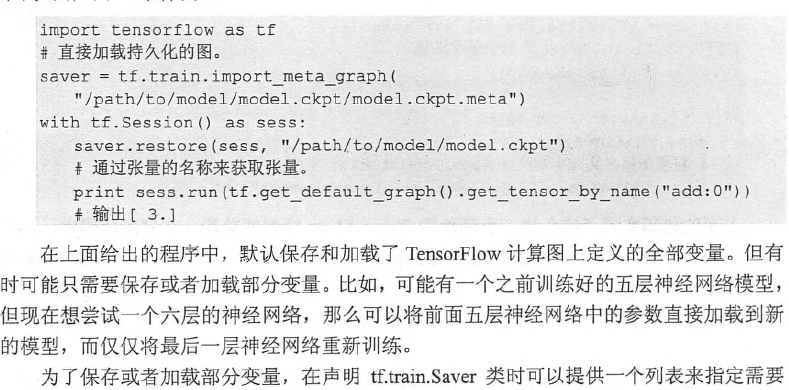 import tensorflow as tf
# 直接加载持久化的图。
saver = tf.train.import_meta_graph(
"/path/to/model/model.ckpt/model.ckpt.meta")
with tf.Session() as sess:
saver.restore(sess, "/path/to/model/model.ckpt")
# 通过张量的名称来获取张量。
print sess.run(tf.get_default_graph().get_tensor_by_name("add:0"))
# 输出[ 3.]
在上面给出的程序中，默认保存和加载了 TensorFlow 计算图上定义的全部变量。但有
时可能只需要保存或者加载部分变量。比如，可能有一个之前训练好的五层神经网络模型，
但现在想尝试一个六层的神经网络，那么可以将前面五层神经网络中的参数直接加载到新
的模型，而仅仅将最后一层神经网络重新训练。
为了保存或者加载部分变量，在声明 tf.train.Saver 类时可以提供一个列表来指定需要